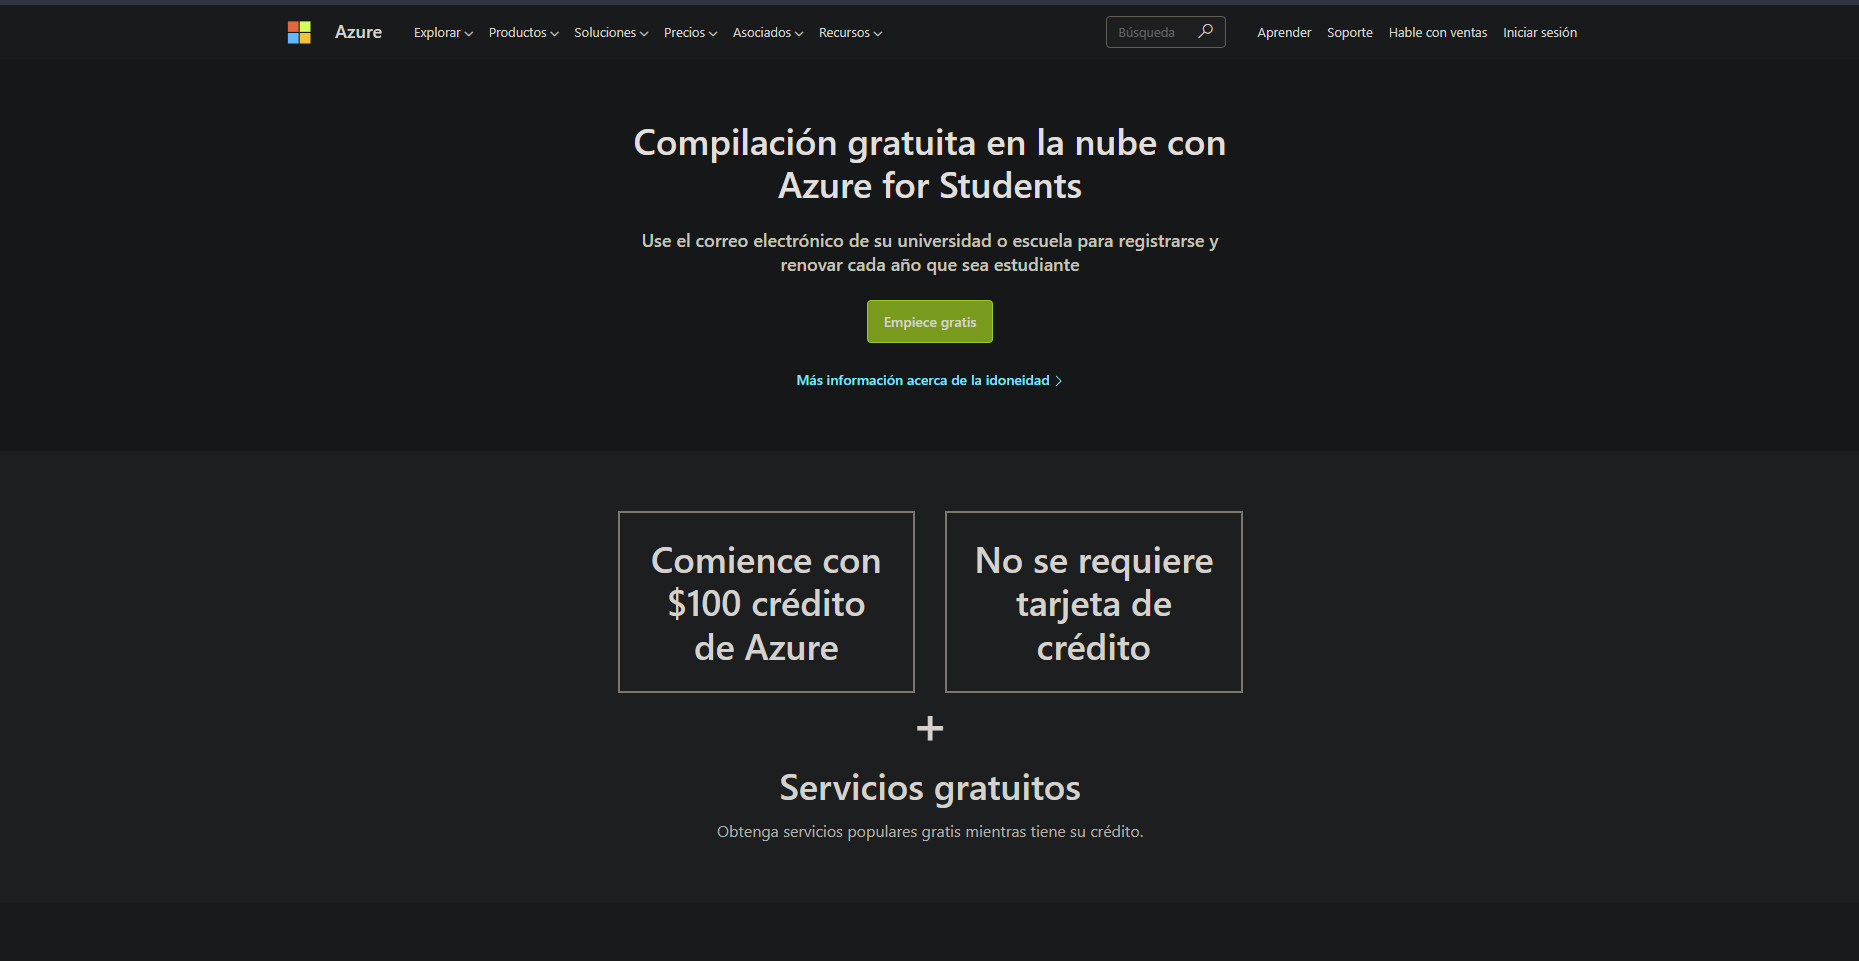 Azure
Explorar Productos Soluciones Precios Asociados Recursos
Búsqueda
Aprender Soporte Hable con ventas Iniciar sesión
Compilación gratuita en la nube con
Azure for Students
Use el correo electrónico de su universidad o escuela para registrarse y
renovar cada año que sea estudiante
Empiece gratis
Más información acerca de la idoneidad
Comience con
$100 crédito
de Azure
No se requiere
tarjeta de
crédito
+
Servicios gratuitos
Obtenga servicios populares gratis mientras tiene su crédito.